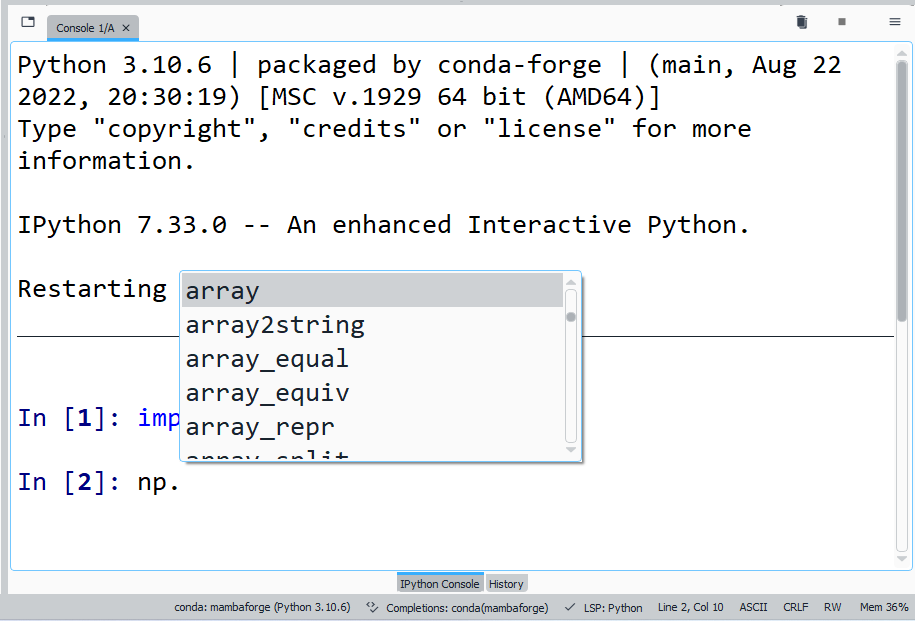 Console 1/A
Python 3.10.6 | packaged by conda-forge | (main, Aug 22
2022, 20:30:19) [MSC v.1929 64 bit (AMD64)]
Type "copyright", "credits" or "license" for more
information.
IPython 7.33.0 -- An enhanced Interactive Python.
Restarting
array
array2string
array_equal
array_equiv
array_repr
array_split
In [1]: imp
In [2]: np.
IPython Console History
conda: mambaforge (Python 3.10.6) Completions: conda(mambaforge) LSP: Python Line 2, Col 10 ASCII CRLF RW Mem 36%